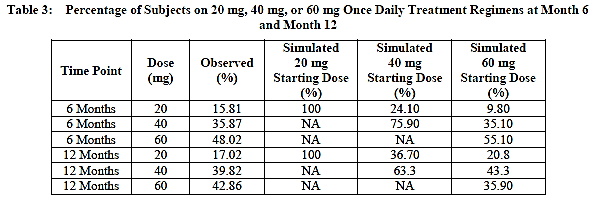 Table 3: Percentage of Subjects on 20 mg, 40 mg, or 60 mg Once Daily Treatment Regimens at Month 6
and Month 12
Time Point Dose (mg) Observed (%) Simulated 20 mg Starting Dose (%) Simulated 40 mg Starting Dose (%) Simulated 60 mg Starting Dose (%)
6 Months 20 15.81 100 24.10 9.80
6 Months 40 35.87 NA 75.90 35.10
6 Months 60 48.02 NA NA 55.10
12 Months 20 17.02 100 36.70 20.8
12 Months 40 39.82 NA 63.3 43.3
12 Months 60 42.86 NA NA 35.90